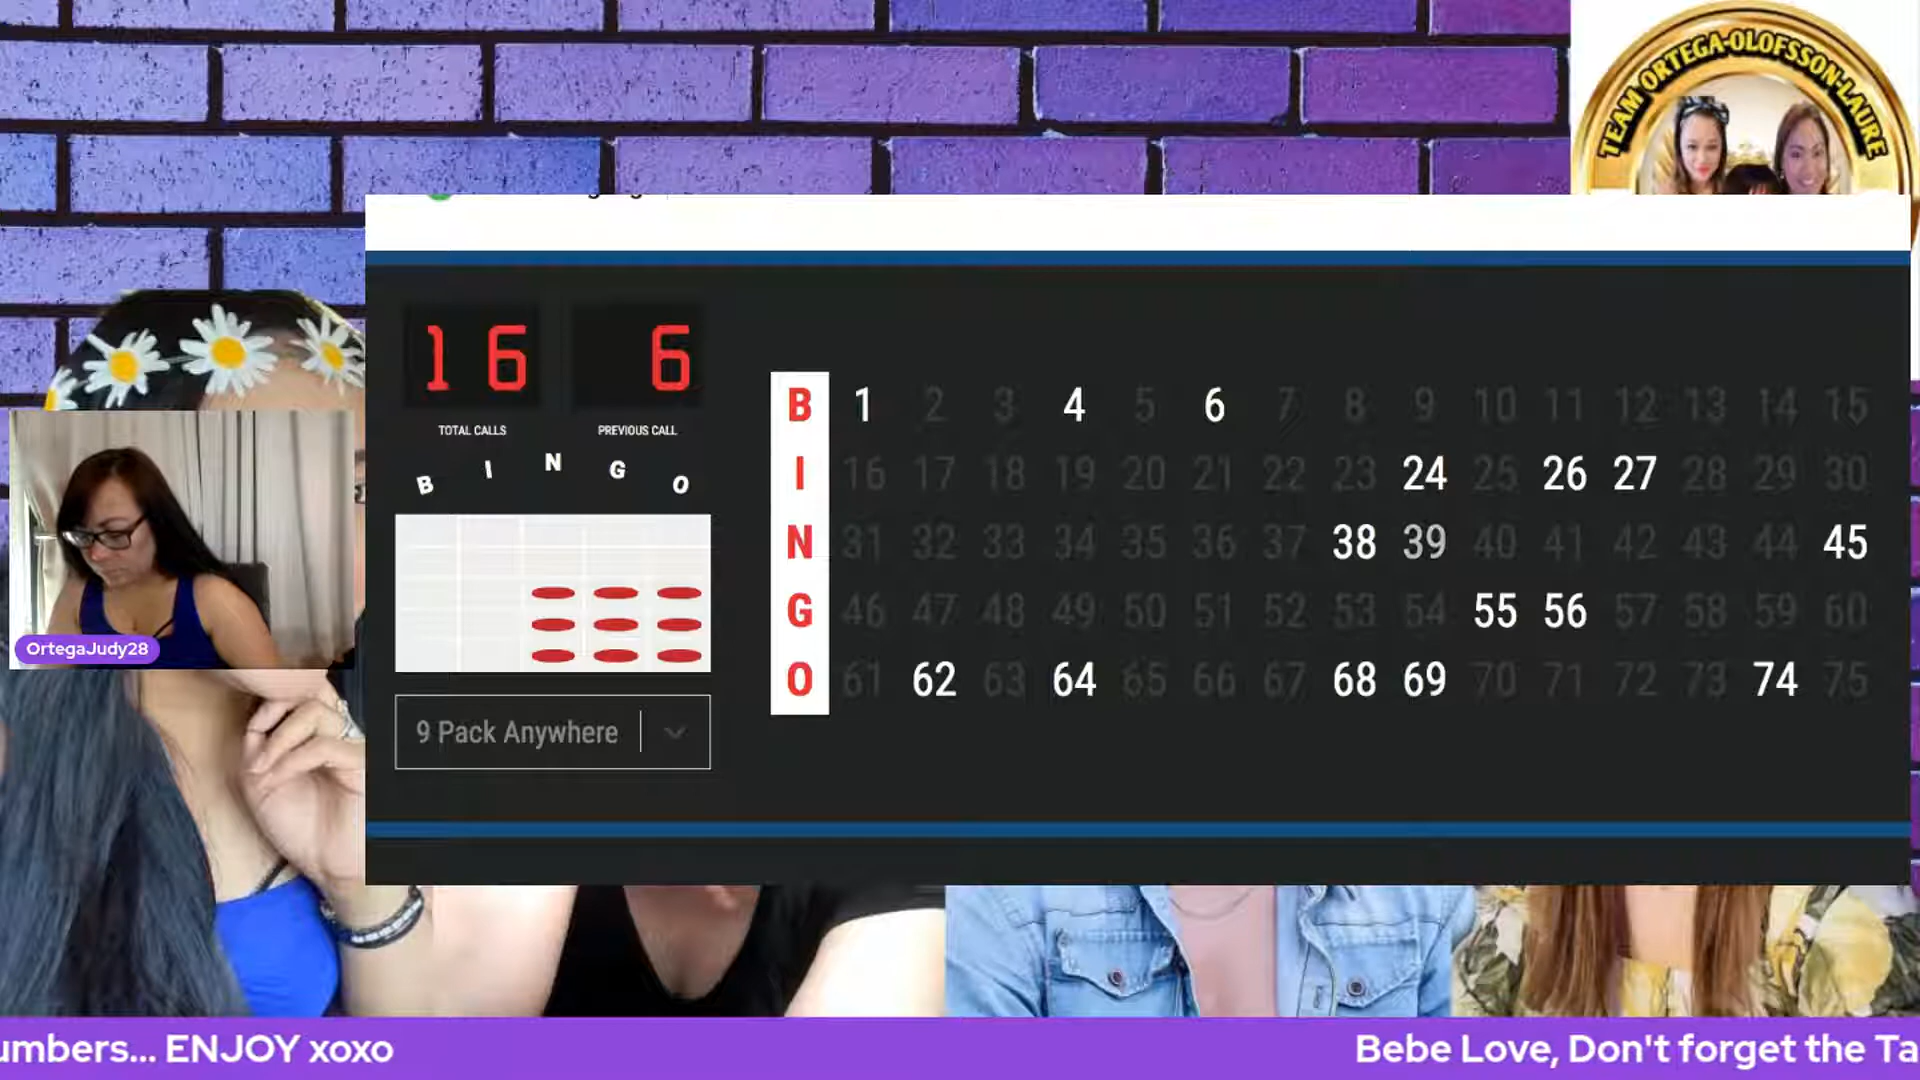 TEAM ORTEGA-OLOFSSON-LAURE
16 6
TOTAL CALLS PREVIOUS CALL
B I N G O
9 Pack Anywhere
B 1 2 3 4 5 6 7 8 9 10 11 12 13 14 15
I 16 17 18 19 20 21 22 23 24 25 26 27 28 29 30
N 31 32 33 34 35 36 37 38 39 40 41 42 43 44 45
G 46 47 48 49 50 51 52 53 54 55 56 57 58 59 60
O 61 62 63 64 65 66 67 68 69 70 71 72 73 74 75
OrtegaJudy28
umbers... ENJOY xoxo Bebe Love, Don't forget the Ta